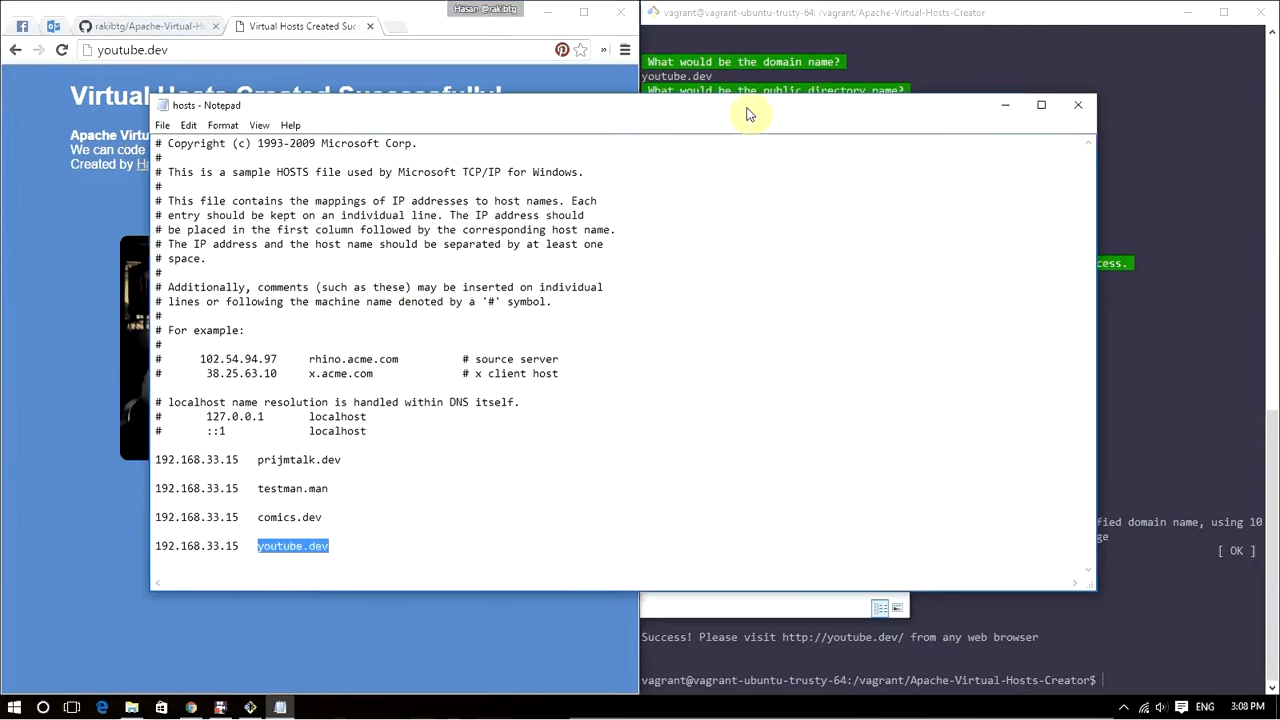 Hasan @rakibtg
rakibtg/Apache-Virtual-H
Virtual Hosts Created Succ
youtube.dev
Virtual Hosts Created Successfully!
Apache Virtu
We can code
Created by Ha
vagrant@vagrant-ubuntu-trusty-64: /vagrant/Apache-Virtual-Hosts-Creator
What would be the domain name?
youtube.dev
What would be the public directory name?
cess.
fied domain name, using 10
ge
[ OK ]
Success! Please visit http://youtube.dev/ from any web browser
vagrant@vagrant-ubuntu-trusty-64:/vagrant/Apache-Virtual-Hosts-Creator$
hosts - Notepad
File Edit Format View Help
# Copyright (c) 1993-2009 Microsoft Corp.
#
# This is a sample HOSTS file used by Microsoft TCP/IP for Windows.
#
# This file contains the mappings of IP addresses to host names. Each
# entry should be kept on an individual line. The IP address should
# be placed in the first column followed by the corresponding host name.
# The IP address and the host name should be separated by at least one
# space.
#
# Additionally, comments (such as these) may be inserted on individual
# lines or following the machine name denoted by a '#' symbol.
#
# For example:
#
# 102.54.94.97 rhino.acme.com # source server
# 38.25.63.10 x.acme.com # x client host
# localhost name resolution is handled within DNS itself.
# 127.0.0.1 localhost
# ::1 localhost
192.168.33.15 prijmtalk.dev
192.168.33.15 testman.man
192.168.33.15 comics.dev
192.168.33.15 youtube.dev
ENG 3:08 PM